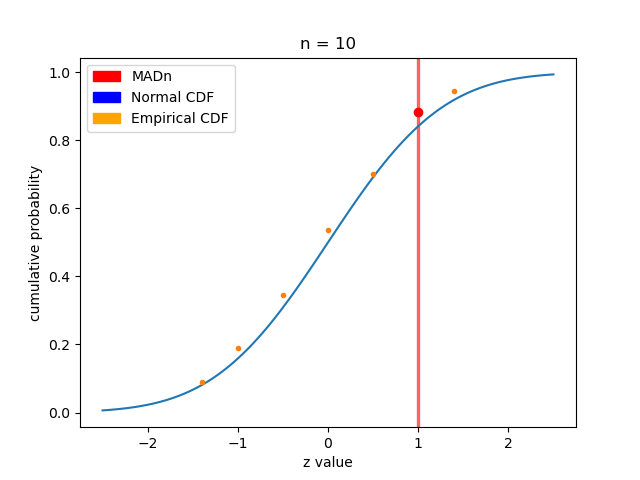 n = 10
MADn
Normal CDF
Empirical CDF
cumulative probability
1.0
0.8
0.6
0.4
0.2
0.0
−2
−1
0
1
2
z value